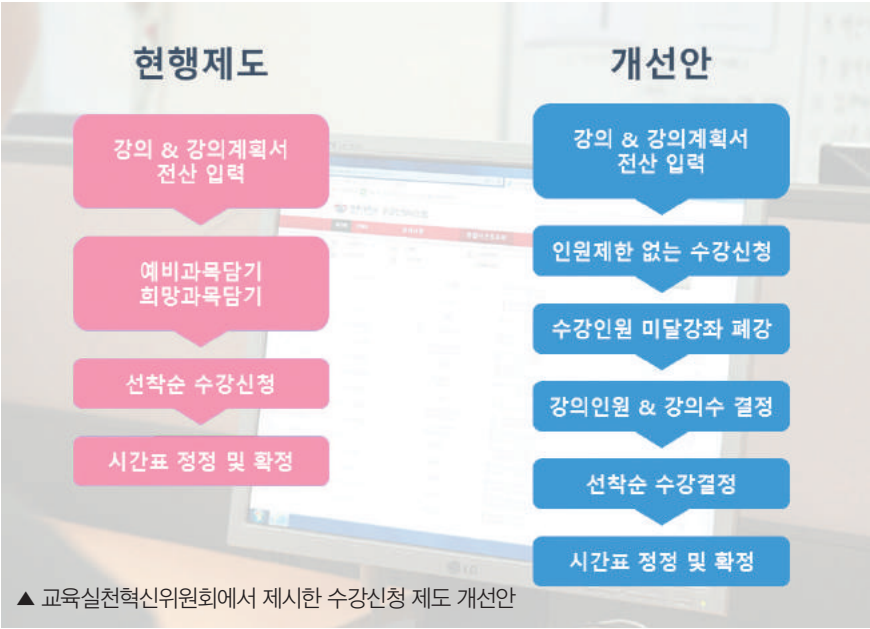 현행제도
강의 & 강의계획서
전산 입력
예비과목담기
희망과목담기
선착순 수강신청
시간표 정정 및 확정
개선안
강의 & 강의계획서
전산 입력
인원제한 없는 수강신청
수강인원 미달강좌 폐강
강의인원 & 강의수 결정
선착순 수강결정
시간표 정정 및 확정
▲ 교육실천혁신위원회에서 제시한 수강신청 제도 개선안